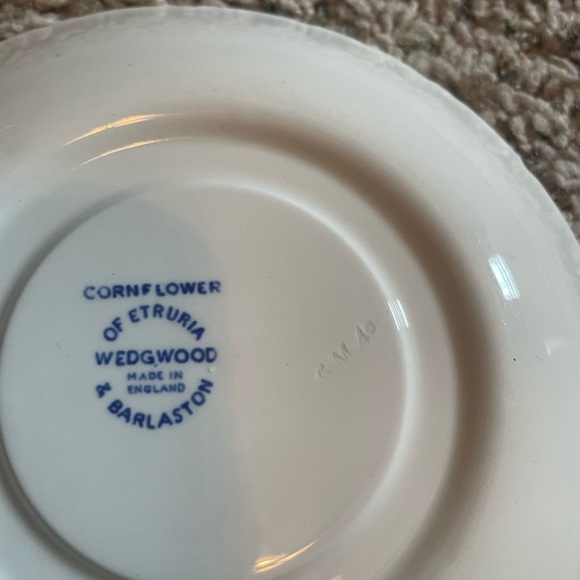 CORNFLOWER
OF ETRURIA
WEDGWOOD
MADE IN
ENGLAND
& BARLASTON